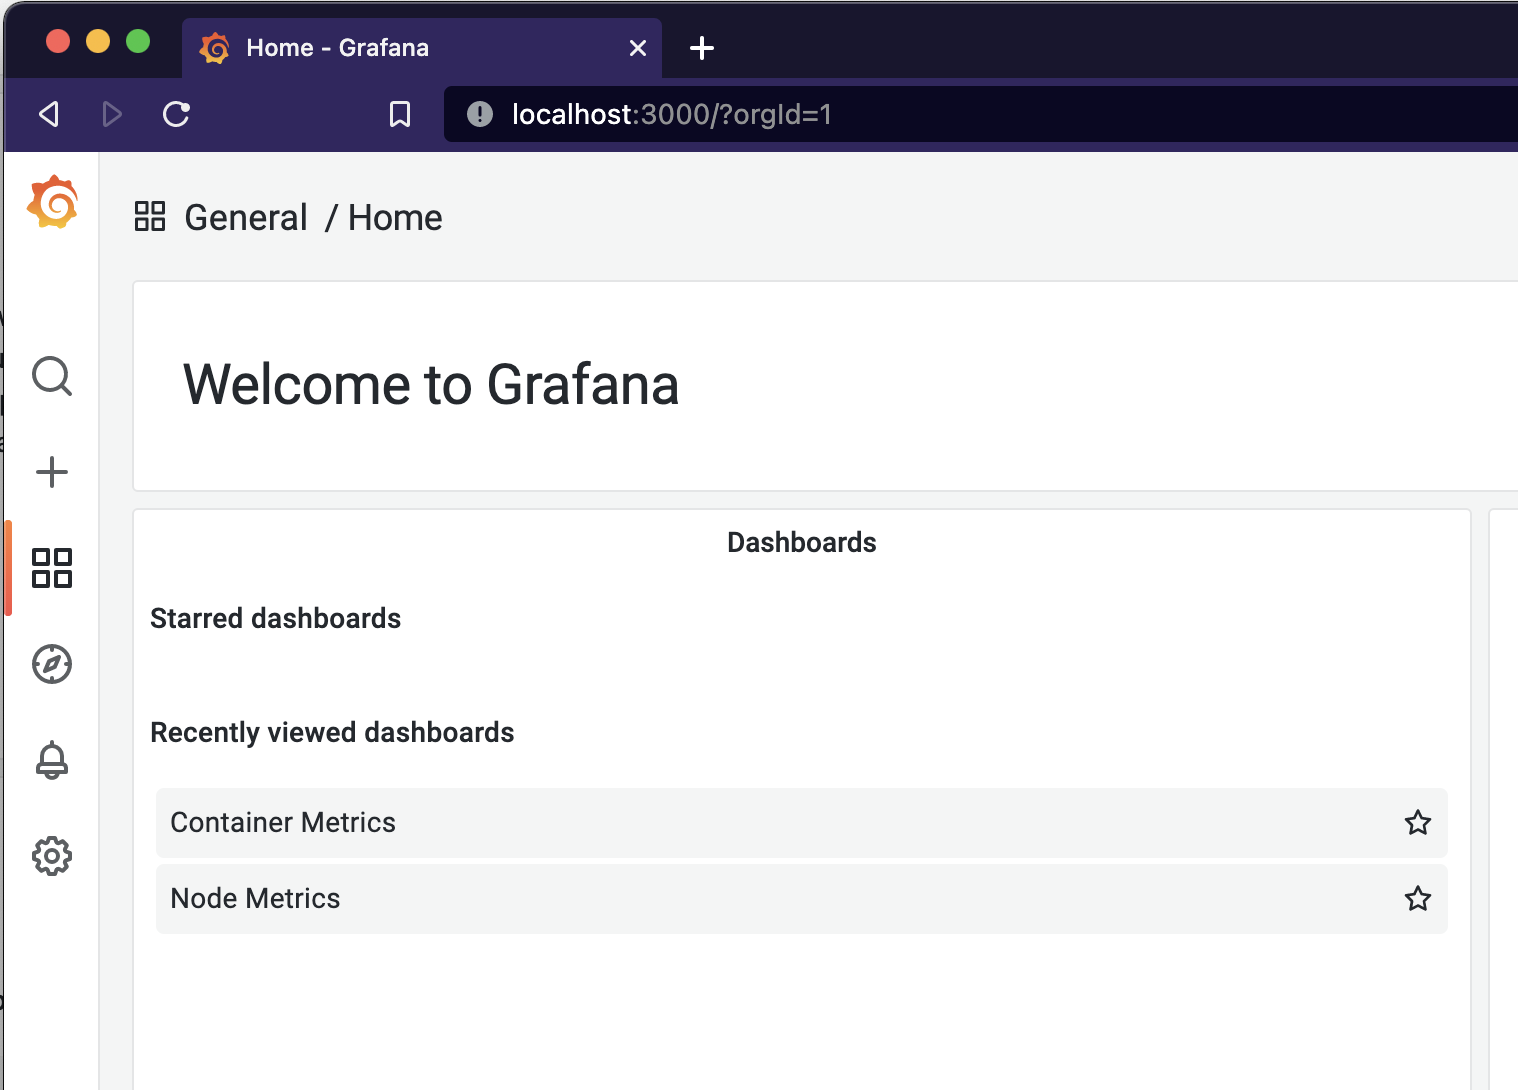 Home - Grafana
localhost:3000/?orgId=1
General / Home
Welcome to Grafana
Dashboards
Starred dashboards
Recently viewed dashboards
Container Metrics
Node Metrics